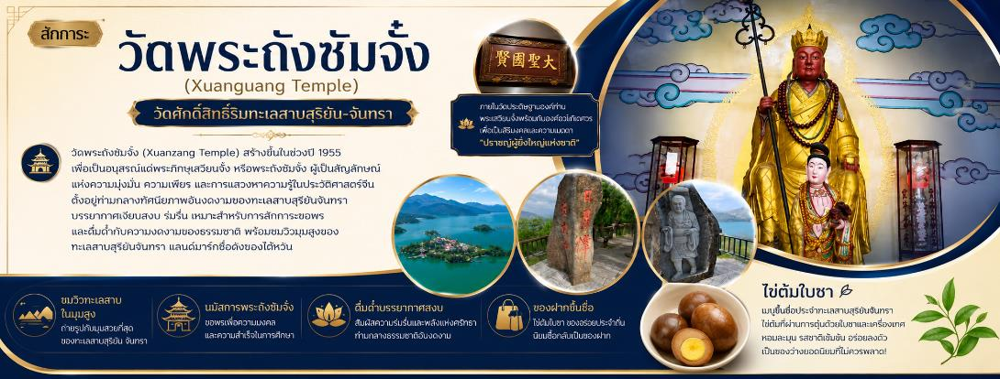 สักการะ
วัดพระถังซัมจั๋ง
(Xuanguang Temple)
วัดศักดิ์สิทธิ์ริมทะเลสาบสุริยัน-จันทรา
วัดพระถังซัมจั๋ง (Xuanzang Temple) สร้างขึ้นในช่วงปี 1955
เพื่อเป็นอนุสรณ์แด่พระภิกษุเสวียนจั้ง หรือพระถังซัมจั๋ง ผู้เป็นสัญลักษณ์
แห่งความมุ่งมั่น ความเพียร และการแสวงหาความรู้ในประวัติศาสตร์จีน
ตั้งอยู่ท่ามกลางทัศนียภาพอันงดงามของทะเลสาบสุริยันจันทรา
บรรยากาศเงียบสงบ ร่มรื่น เหมาะสำหรับการสักการะขอพร
และดื่มด่ำกับความงดงามของธรรมชาติ พร้อมชมวิวมุมสูงของ
ทะเลสาบสุริยันจันทรา แลนด์มาร์กชื่อดังของไต้หวัน
賢國聖大
ภายในวัดประดิษฐานองค์ท่าน
พระเสวียนจั้งพร้อมกับองค์อวโลกิเตศวร
เพื่อเป็นสิริมงคลและความเมตตา
"ปราชญ์ผู้ยิ่งใหญ่แห่งชาติ"
ชมวิวทะเลสาบ
ในมุมสูง
ถ่ายรูปกับมุมสวยที่สุด
ของทะเลสาบสุริยัน จันทรา
นมัสการพระถังซัมจั๋ง
ขอพรเพื่อความมงคล
และความสำเร็จในการศึกษา
ดื่มด่ำบรรยากาศสงบ
สัมผัสความร่มรื่นและพลังแห่งศรัทธา
ท่ามกลางธรรมชาติอันงดงาม
ของฝากขึ้นชื่อ
ไข่ต้มใบชา ของอร่อยประจำถิ่น
นิยมซื้อกลับเป็นของฝาก
ไข่ต้มใบชา
เมนูขึ้นชื่อประจำทะเลสาบสุริยันจันทรา
ไข่ต้มที่ผ่านการตุ๋นด้วยใบชาและเครื่องเทศ
หอมละมุน รสชาติเข้มข้น อร่อยลงตัว
เป็นของว่างยอดนิยมที่ไม่ควรพลาด!